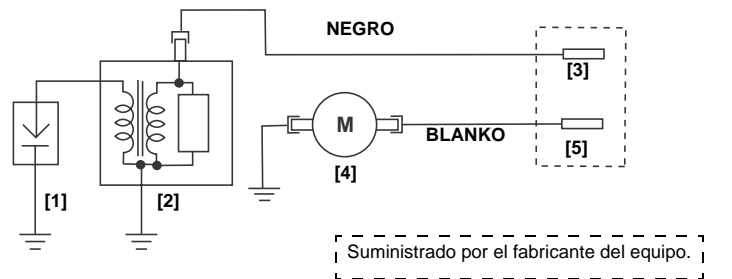 NEGRO
[3]
M
BLANKO
[5]
[4]
[1]
[2]
Suministrado por el fabricante del equipo.